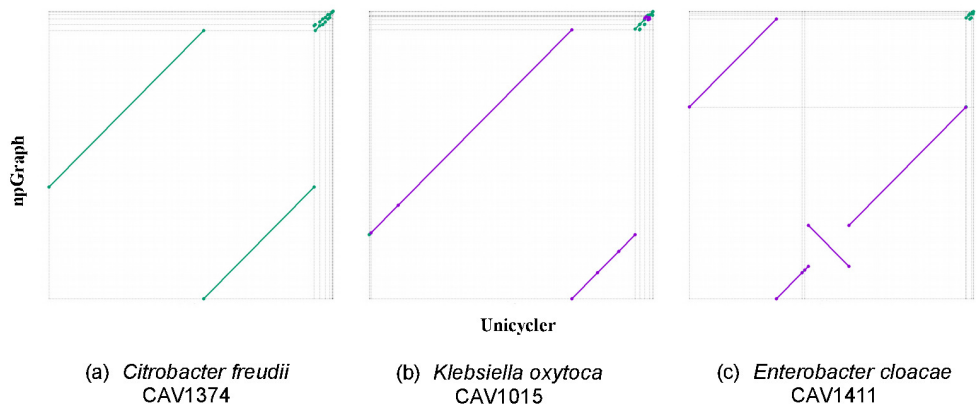 npGraph
Unicycler
(a) Citrobacter freudii
CAV1374
(b) Klebsiella oxytoca
CAV1015
(c) Enterobacter cloacae
CAV1411